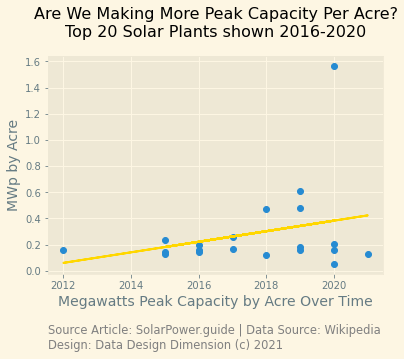 Are We Making More Peak Capacity Per Acre?
Top 20 Solar Plants shown 2016-2020
1.6
1.4
1.2
1.0
0.8
0.6
0.4
0.2
0.0
MWp by Acre
2012
2014
2016
2018
2020
Megawatts Peak Capacity by Acre Over Time
Source Article: SolarPower.guide | Data Source: Wikipedia
Design: Data Design Dimension (c) 2021